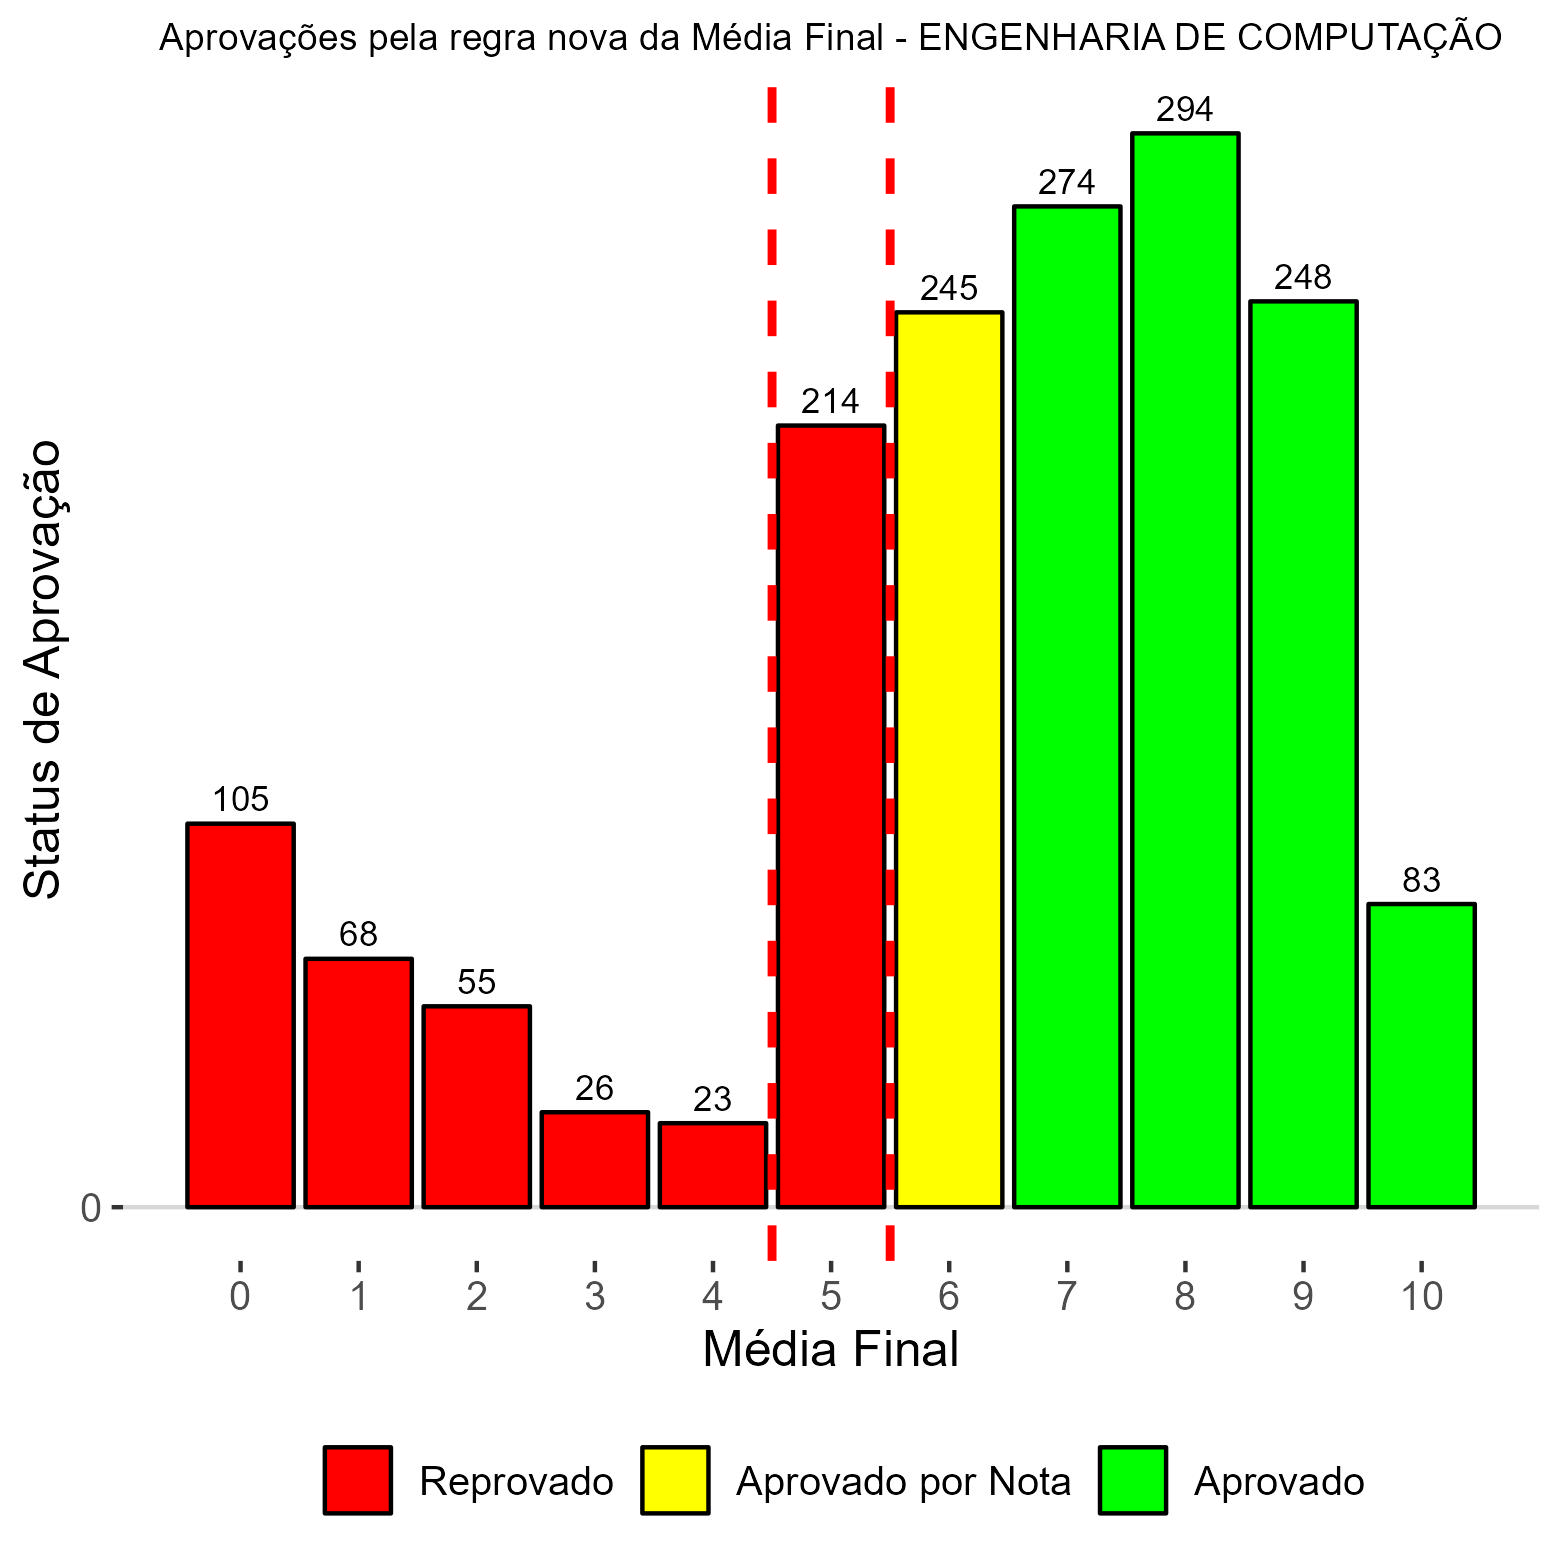 Aprovações pela regra nova da Média Final - ENGENHARIA DE COMPUTAÇÃO
294
274
245
248
214
105
83
68
55
26
23
Status de Aprovação
0
0 1 2 3 4 5 6 7 8 9 10
Média Final
Reprovado Aprovado por Nota Aprovado